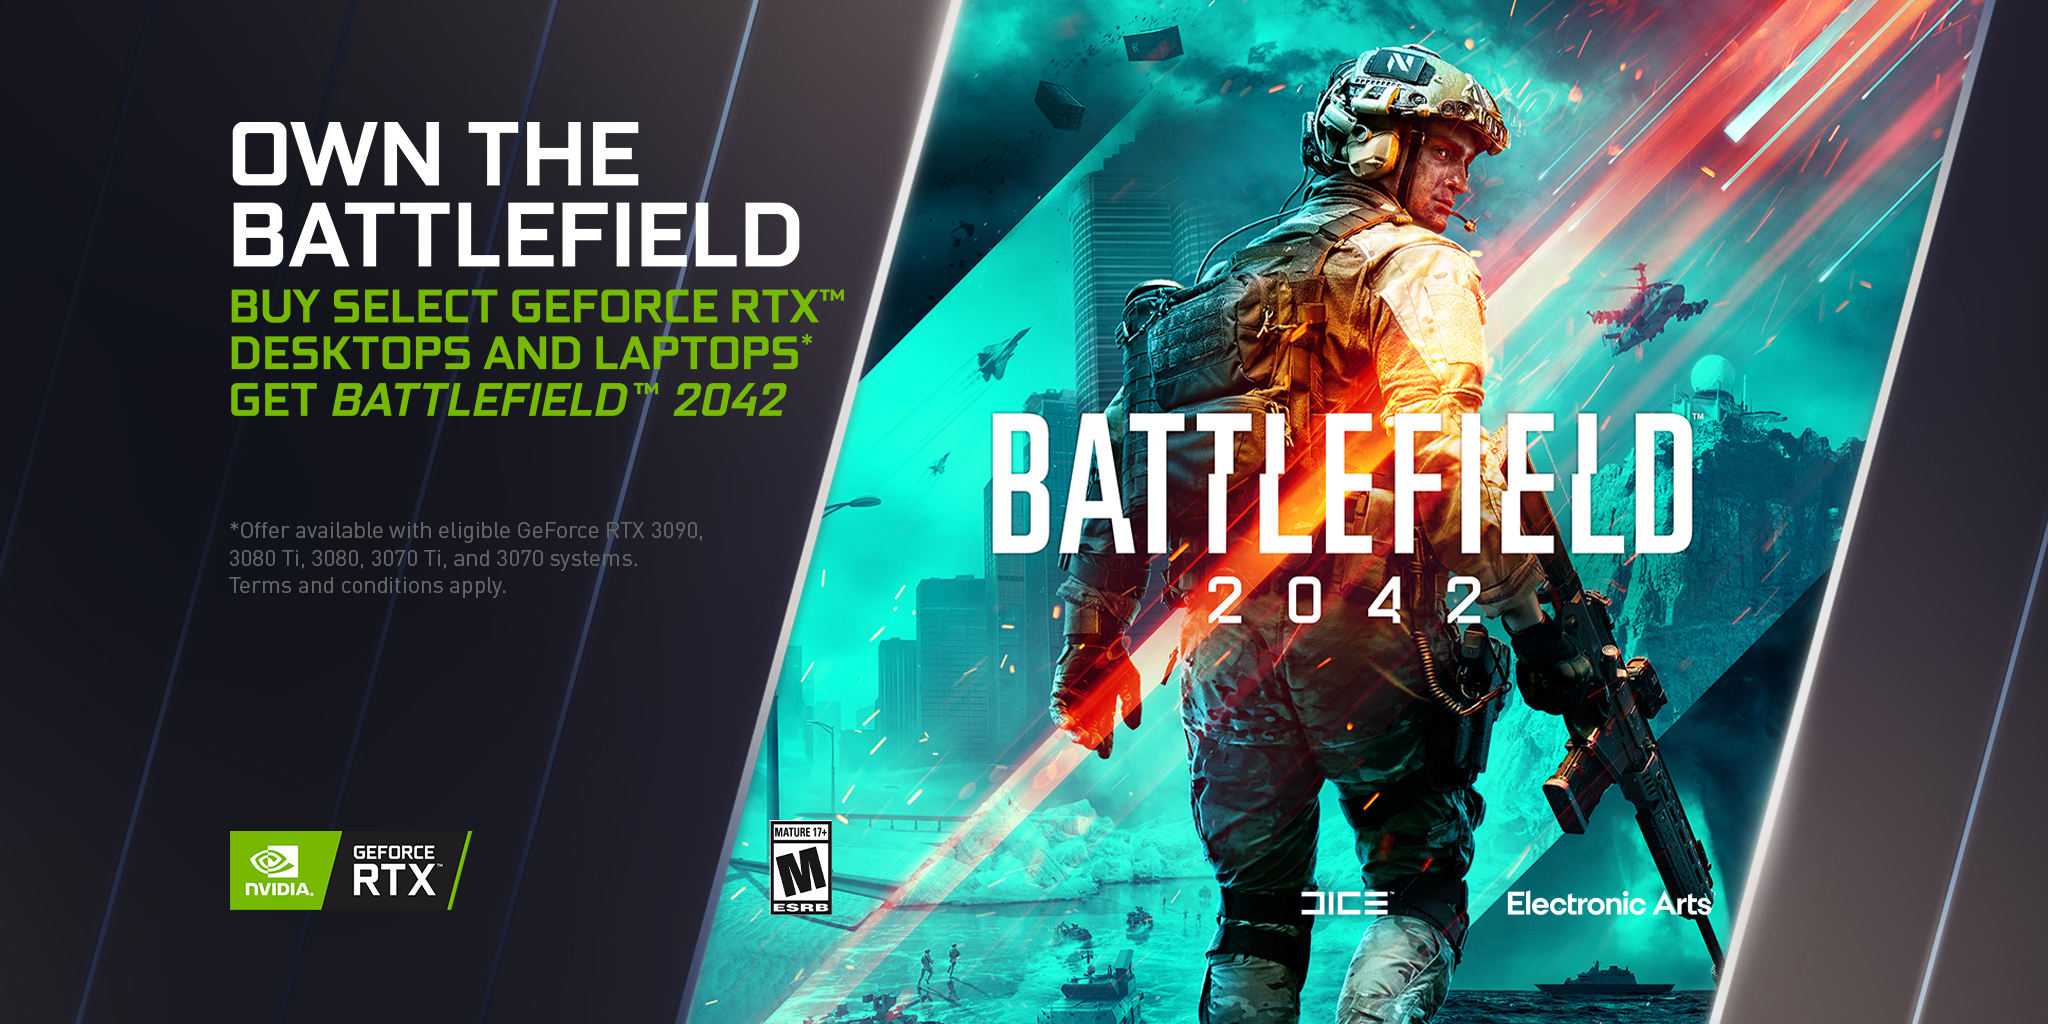 OWN THE
BATTLEFIELD
BUY SELECT GEFORCE RTX™
DESKTOPS AND LAPTOPS*
GET BATTLEFIELD™ 2042
*Offer available with eligible GeForce RTX 3090,
3080 Ti, 3080, 3070 Ti, and 3070 systems.
Terms and conditions apply.
NVIDIA.
GEFORCE
RTX™
BATTLEFIELD™
2042
MATURE 17+
M
ESRB
DICE™
Electronic Arts
N